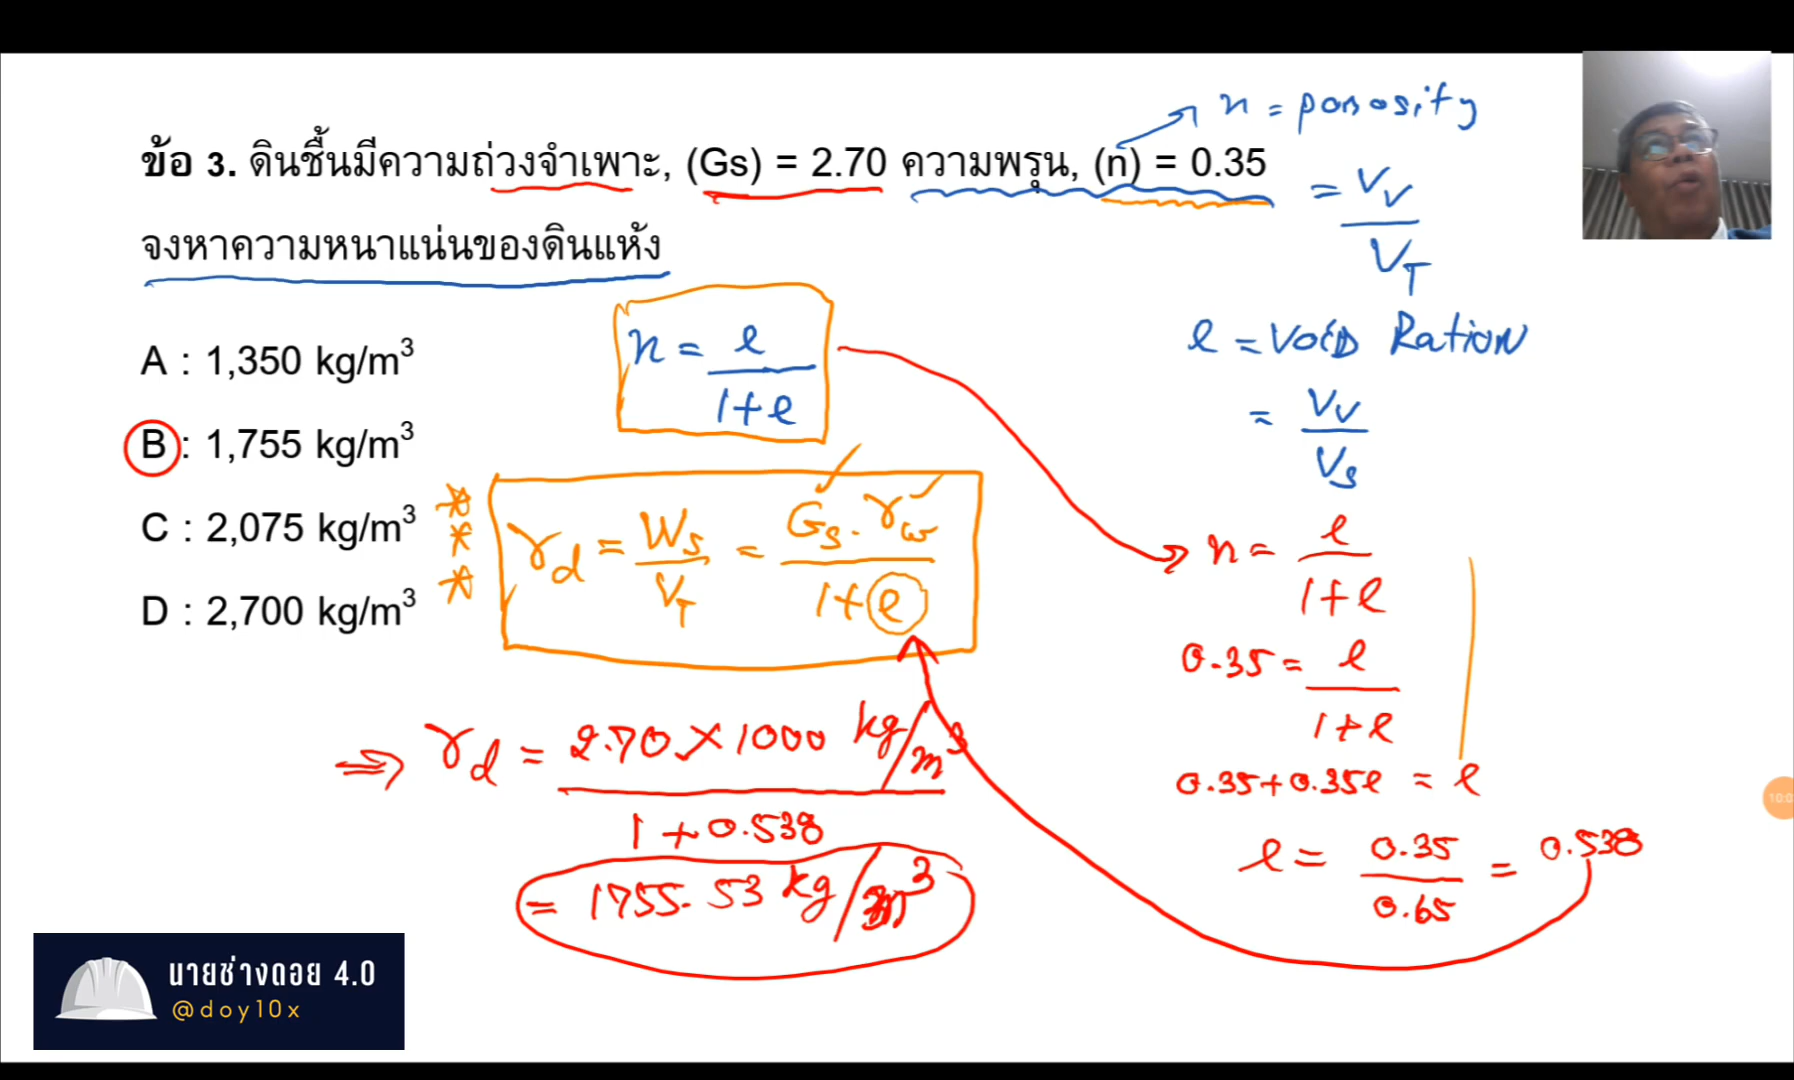 ข้อ 3. ดินชื้นมีความถ่วงจำเพาะ, (Gs) = 2.70 ความพรุน, (n) = 0.35
จงหาความหนาแน่นของดินแห้ง
A : 1,350 kg/m³
B : 1,755 kg/m³
C : 2,075 kg/m³
D : 2,700 kg/m³
n = porosity
= Vv / VT
e = VOID Ration
= Vv / Vs
n = e / 1+e
*** γd = Ws / VT = Gs.γw / 1+e
n = e / 1+e
0.35 = e / 1+e
0.35+0.35e = e
e = 0.35 / 0.65 = 0.538
⇒ γd = 2.70×1000 kg/m³ / 1+0.538
= 1755.53 kg/m³
นายช่างดอย 4.0
@doy10x